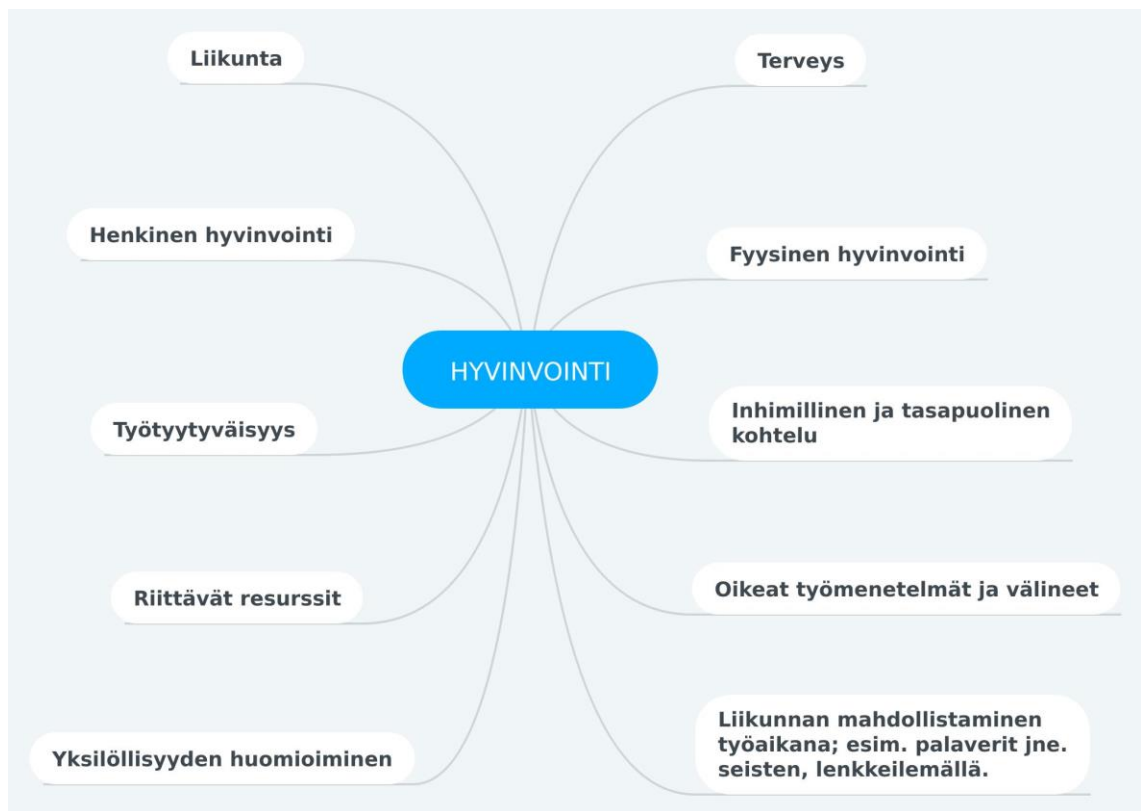 Liikunta
Terveys
Henkinen hyvinvointi
Fyysinen hyvinvointi
HYVINVOINTI
Työtyytyväisyys
Inhimillinen ja tasapuolinen
kohtelu
Riittävät resurssit
Oikeat työmenetelmät ja välineet
Yksilöllisyyden huomioiminen
Liikunnan mahdollistaminen
työaikana; esim. palaverit jne.
seisten, lenkkeilemällä.